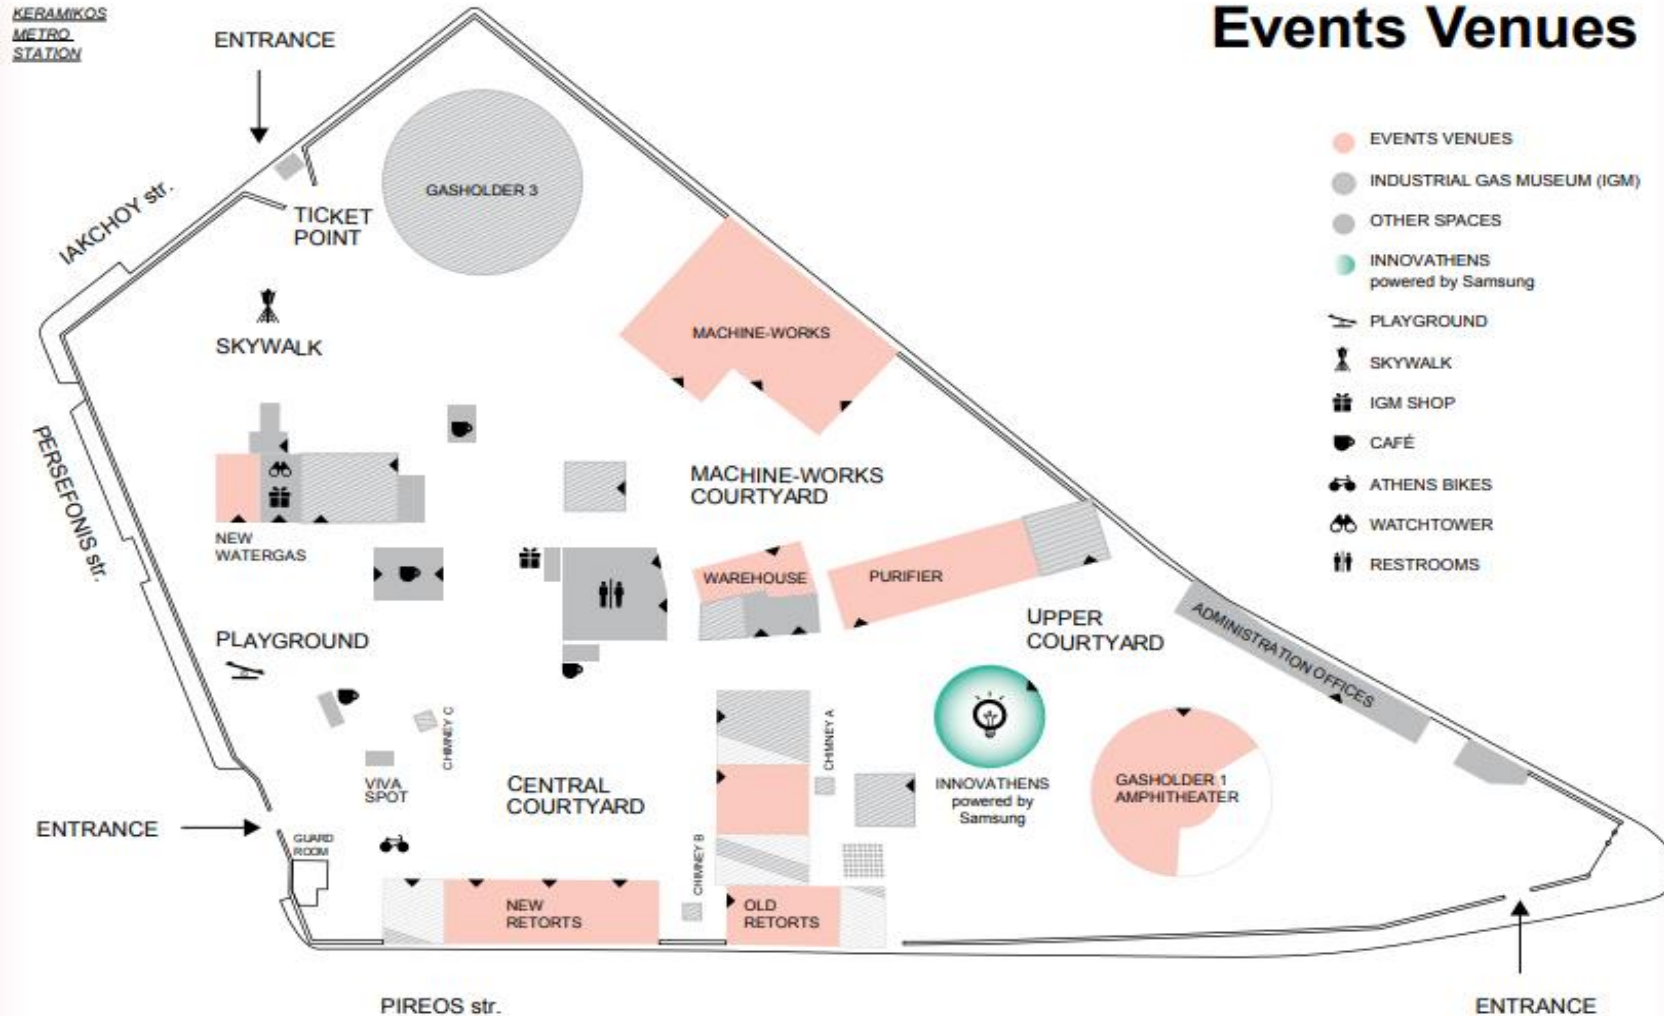 KERAMIKOS
METRO
STATION
ENTRANCE
Events Venues
EVENTS VENUES
INDUSTRIAL GAS MUSEUM (IGM)
OTHER SPACES
INNOVATHENS
powered by Samsung
PLAYGROUND
SKYWALK
IGM SHOP
CAFÉ
ATHENS BIKES
WATCHTOWER
RESTROOMS
IAKCHOY str.
TICKET
POINT
GASHOLDER 3
SKYWALK
MACHINE-WORKS
PERSEFONIS str.
MACHINE-WORKS
COURTYARD
NEW
WATERGAS
WAREHOUSE
PURIFIER
UPPER
COURTYARD
ADMINISTRATION OFFICES
PLAYGROUND
CHIMNEY C
CHIMNEY A
VIVA
SPOT
CENTRAL
COURTYARD
INNOVATHENS
powered by
Samsung
GASHOLDER 1
AMPHITHEATER
ENTRANCE
GUARD
ROOM
CHIMNEY B
NEW
RETORTS
OLD
RETORTS
PIREOS str.
ENTRANCE